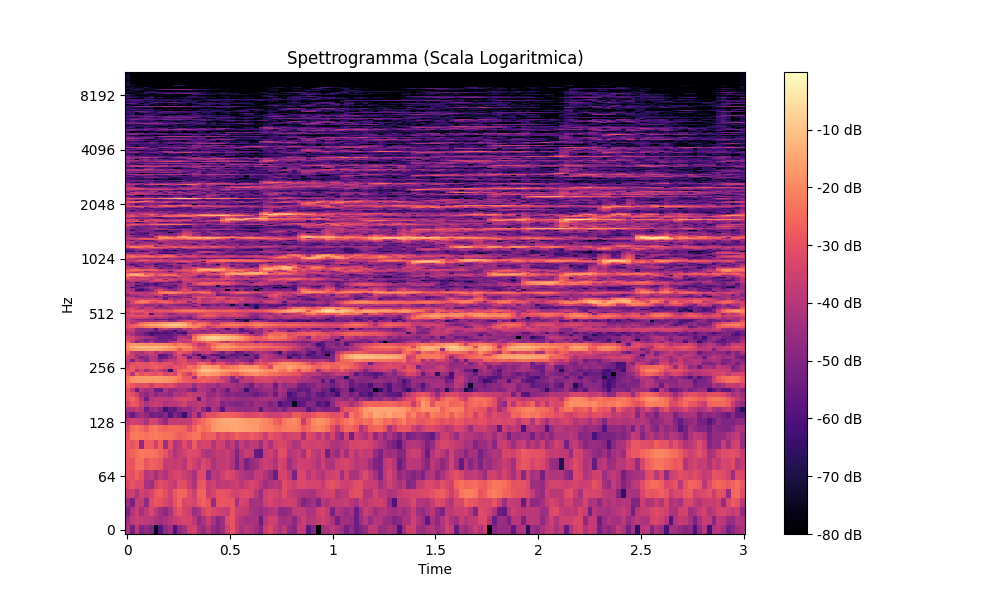 Spettrogramma (Scala Logaritmica)
8192
4096
2048
1024
512
256
128
64
0
Hz
0
0.5
1
1.5
2
2.5
3
Time
-10 dB
-20 dB
-30 dB
-40 dB
-50 dB
-60 dB
-70 dB
-80 dB